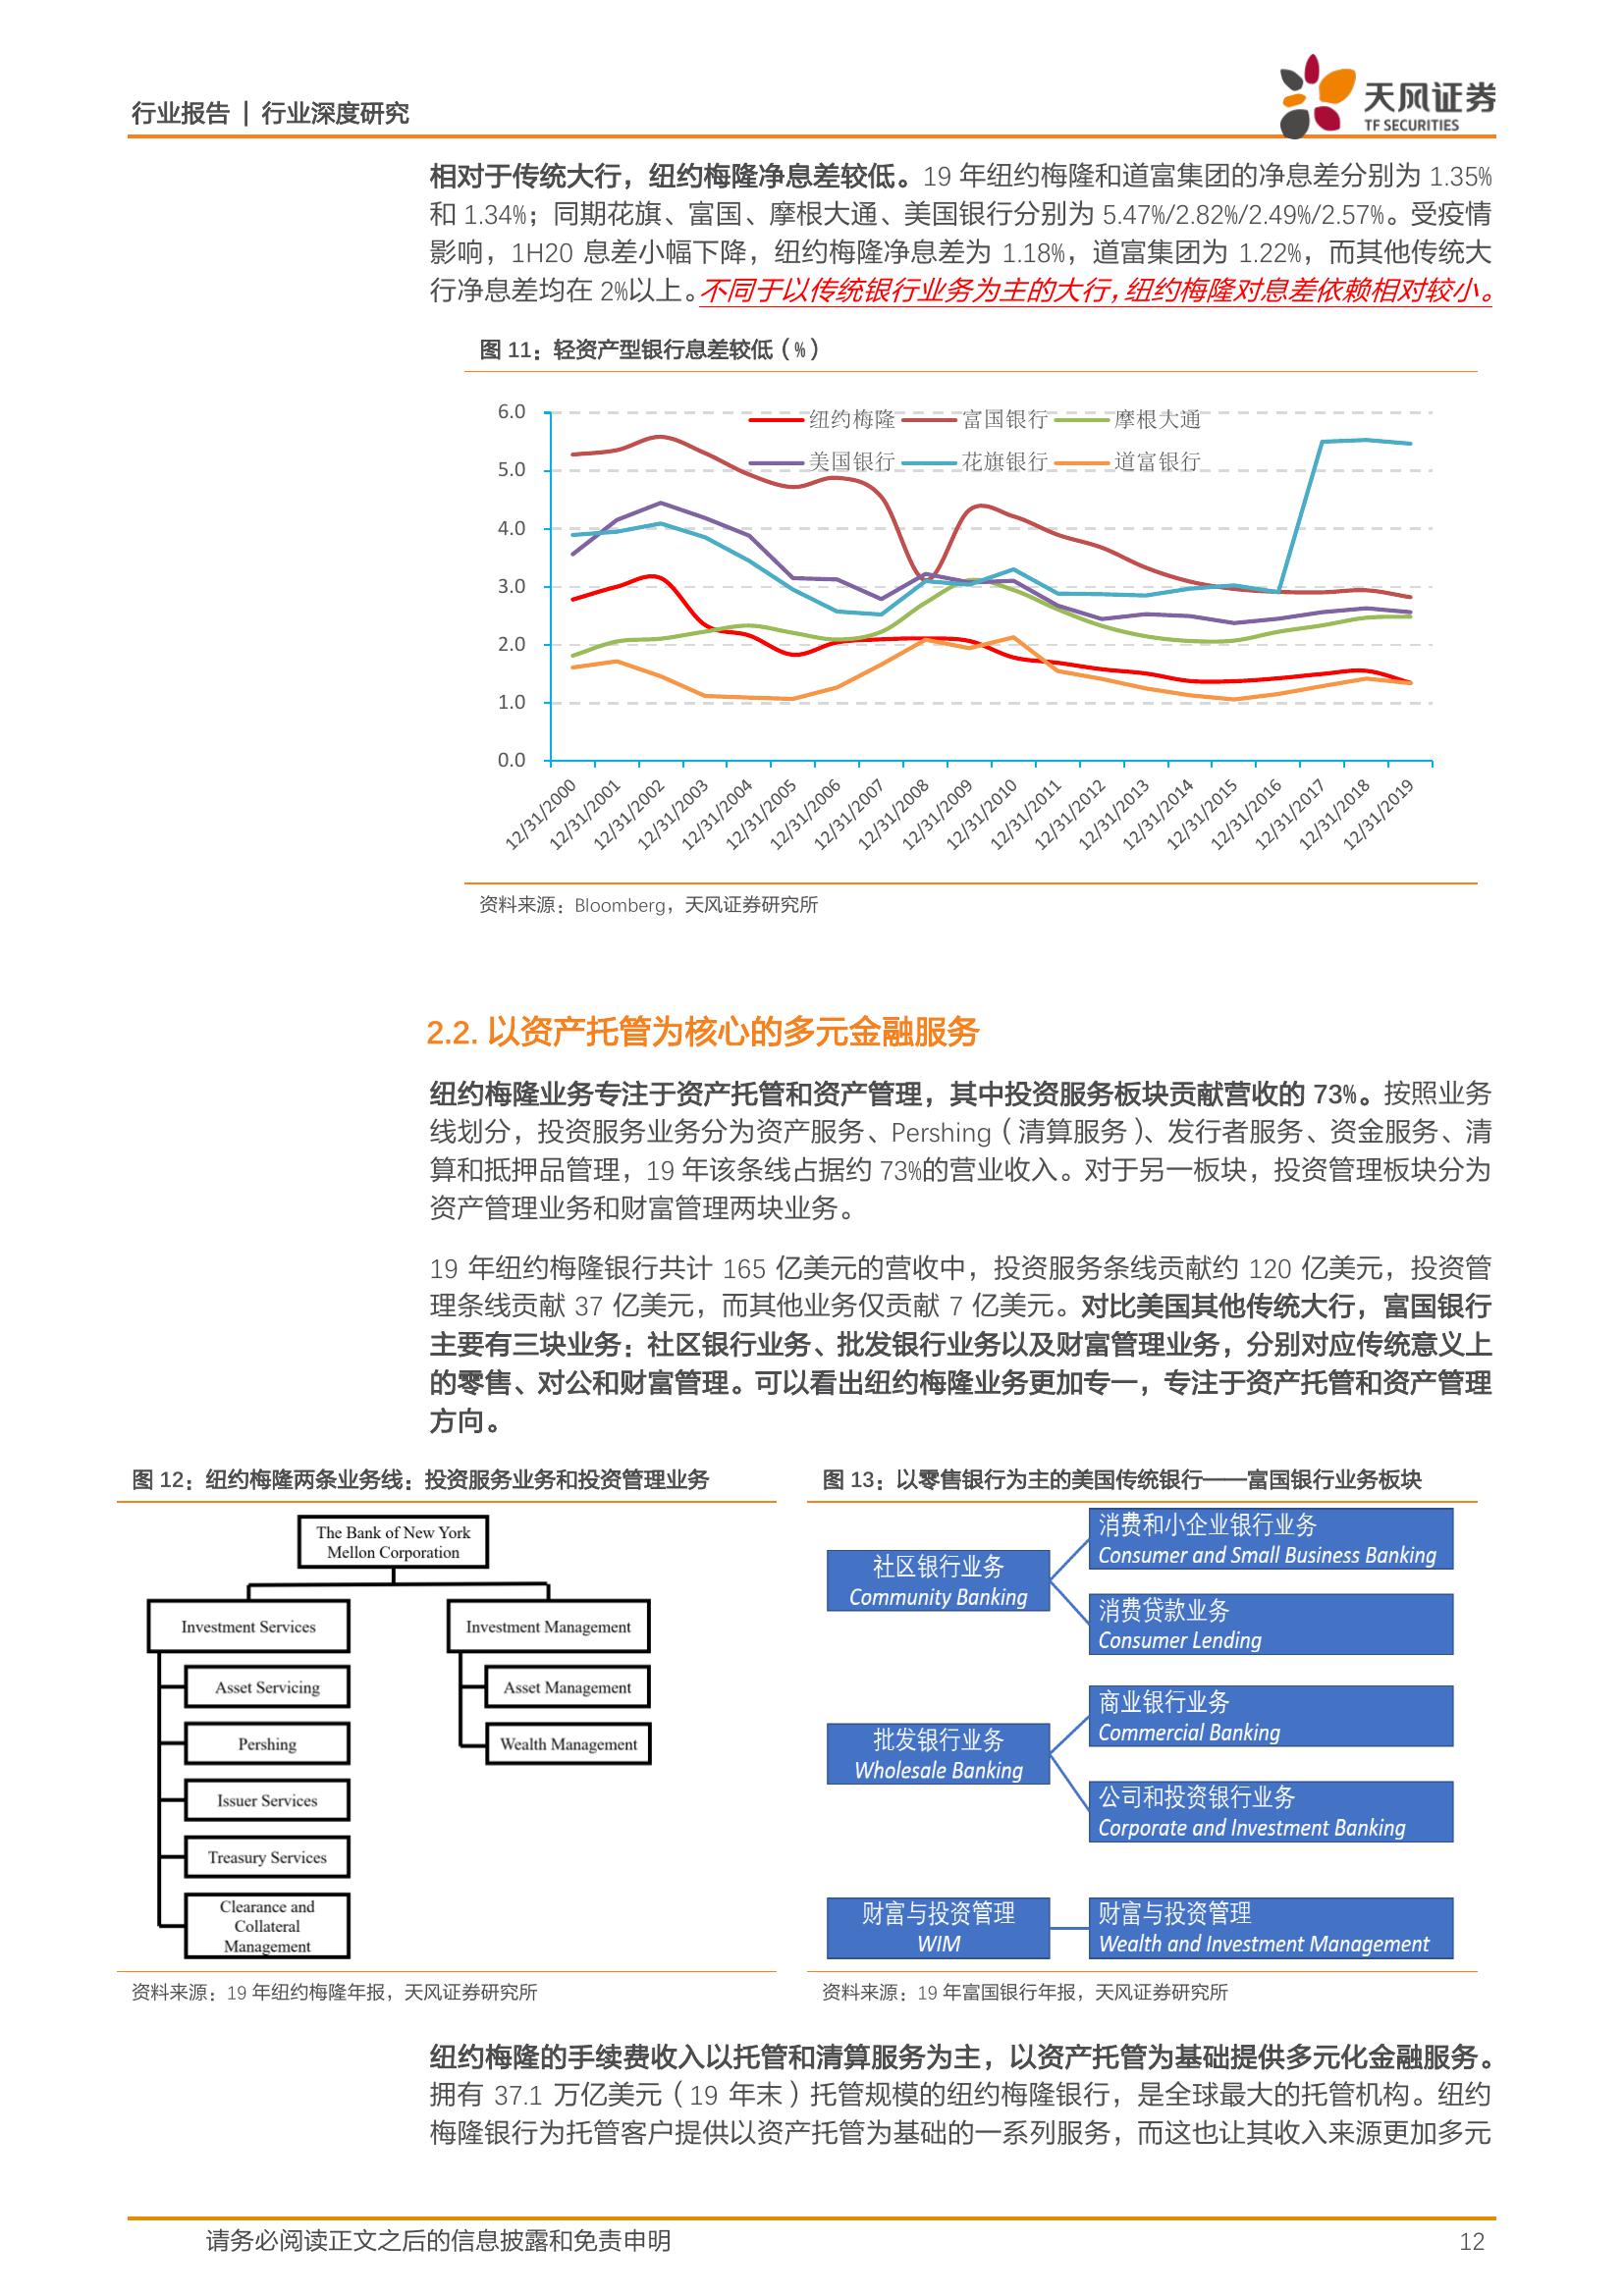 行业报告 | 行业深度研究
天风证券
TF SECURITIES
相对于传统大行，纽约梅隆净息差较低。19 年纽约梅隆和道富集团的净息差分别为 1.35%
和 1.34%；同期花旗、富国、摩根大通、美国银行分别为 5.47%/2.82%/2.49%/2.57%。受疫情
影响，1H20 息差小幅下降，纽约梅隆净息差为 1.18%，道富集团为 1.22%，而其他传统大
行净息差均在 2%以上。不同于以传统银行业务为主的大行，纽约梅隆对息差依赖相对较小。
图 11：轻资产型银行息差较低（%）
纽约梅隆 富国银行 摩根大通
美国银行 花旗银行 道富银行
6.0
5.0
4.0
3.0
2.0
1.0
0.0
12/31/2000
12/31/2001
12/31/2002
12/31/2003
12/31/2004
12/31/2005
12/31/2006
12/31/2007
12/31/2008
12/31/2009
12/31/2010
12/31/2011
12/31/2012
12/31/2013
12/31/2014
12/31/2015
12/31/2016
12/31/2017
12/31/2018
12/31/2019
资料来源：Bloomberg，天风证券研究所
2.2. 以资产托管为核心的多元金融服务
纽约梅隆业务专注于资产托管和资产管理，其中投资服务板块贡献营收的 73%。按照业务
线划分，投资服务业务分为资产服务、Pershing（清算服务）、发行者服务、资金服务、清
算和抵押品管理，19 年该条线占据约 73%的营业收入。对于另一板块，投资管理板块分为
资产管理业务和财富管理两块业务。
19 年纽约梅隆银行共计 165 亿美元的营收中，投资服务条线贡献约 120 亿美元，投资管
理条线贡献 37 亿美元，而其他业务仅贡献 7 亿美元。对比美国其他传统大行，富国银行
主要有三块业务：社区银行业务、批发银行业务以及财富管理业务，分别对应传统意义上
的零售、对公和财富管理。可以看出纽约梅隆业务更加专一，专注于资产托管和资产管理
方向。
图 12：纽约梅隆两条业务线：投资服务业务和投资管理业务
The Bank of New York
Mellon Corporation
Investment Services
Asset Servicing
Pershing
Issuer Services
Treasury Services
Clearance and
Collateral
Management
Investment Management
Asset Management
Wealth Management
资料来源：19 年纽约梅隆年报，天风证券研究所
图 13：以零售银行为主的美国传统银行——富国银行业务板块
社区银行业务
Community Banking
消费和小企业银行业务
Consumer and Small Business Banking
消费贷款业务
Consumer Lending
批发银行业务
Wholesale Banking
商业银行业务
Commercial Banking
公司和投资银行业务
Corporate and Investment Banking
财富与投资管理
WIM
财富与投资管理
Wealth and Investment Management
资料来源：19 年富国银行年报，天风证券研究所
纽约梅隆的手续费收入以托管和清算服务为主，以资产托管为基础提供多元化金融服务。
拥有 37.1 万亿美元（19 年末）托管规模的纽约梅隆银行，是全球最大的托管机构。纽约
梅隆银行为托管客户提供以资产托管为基础的一系列服务，而这也让其收入来源更加多元
请务必阅读正文之后的信息披露和免责申明
12